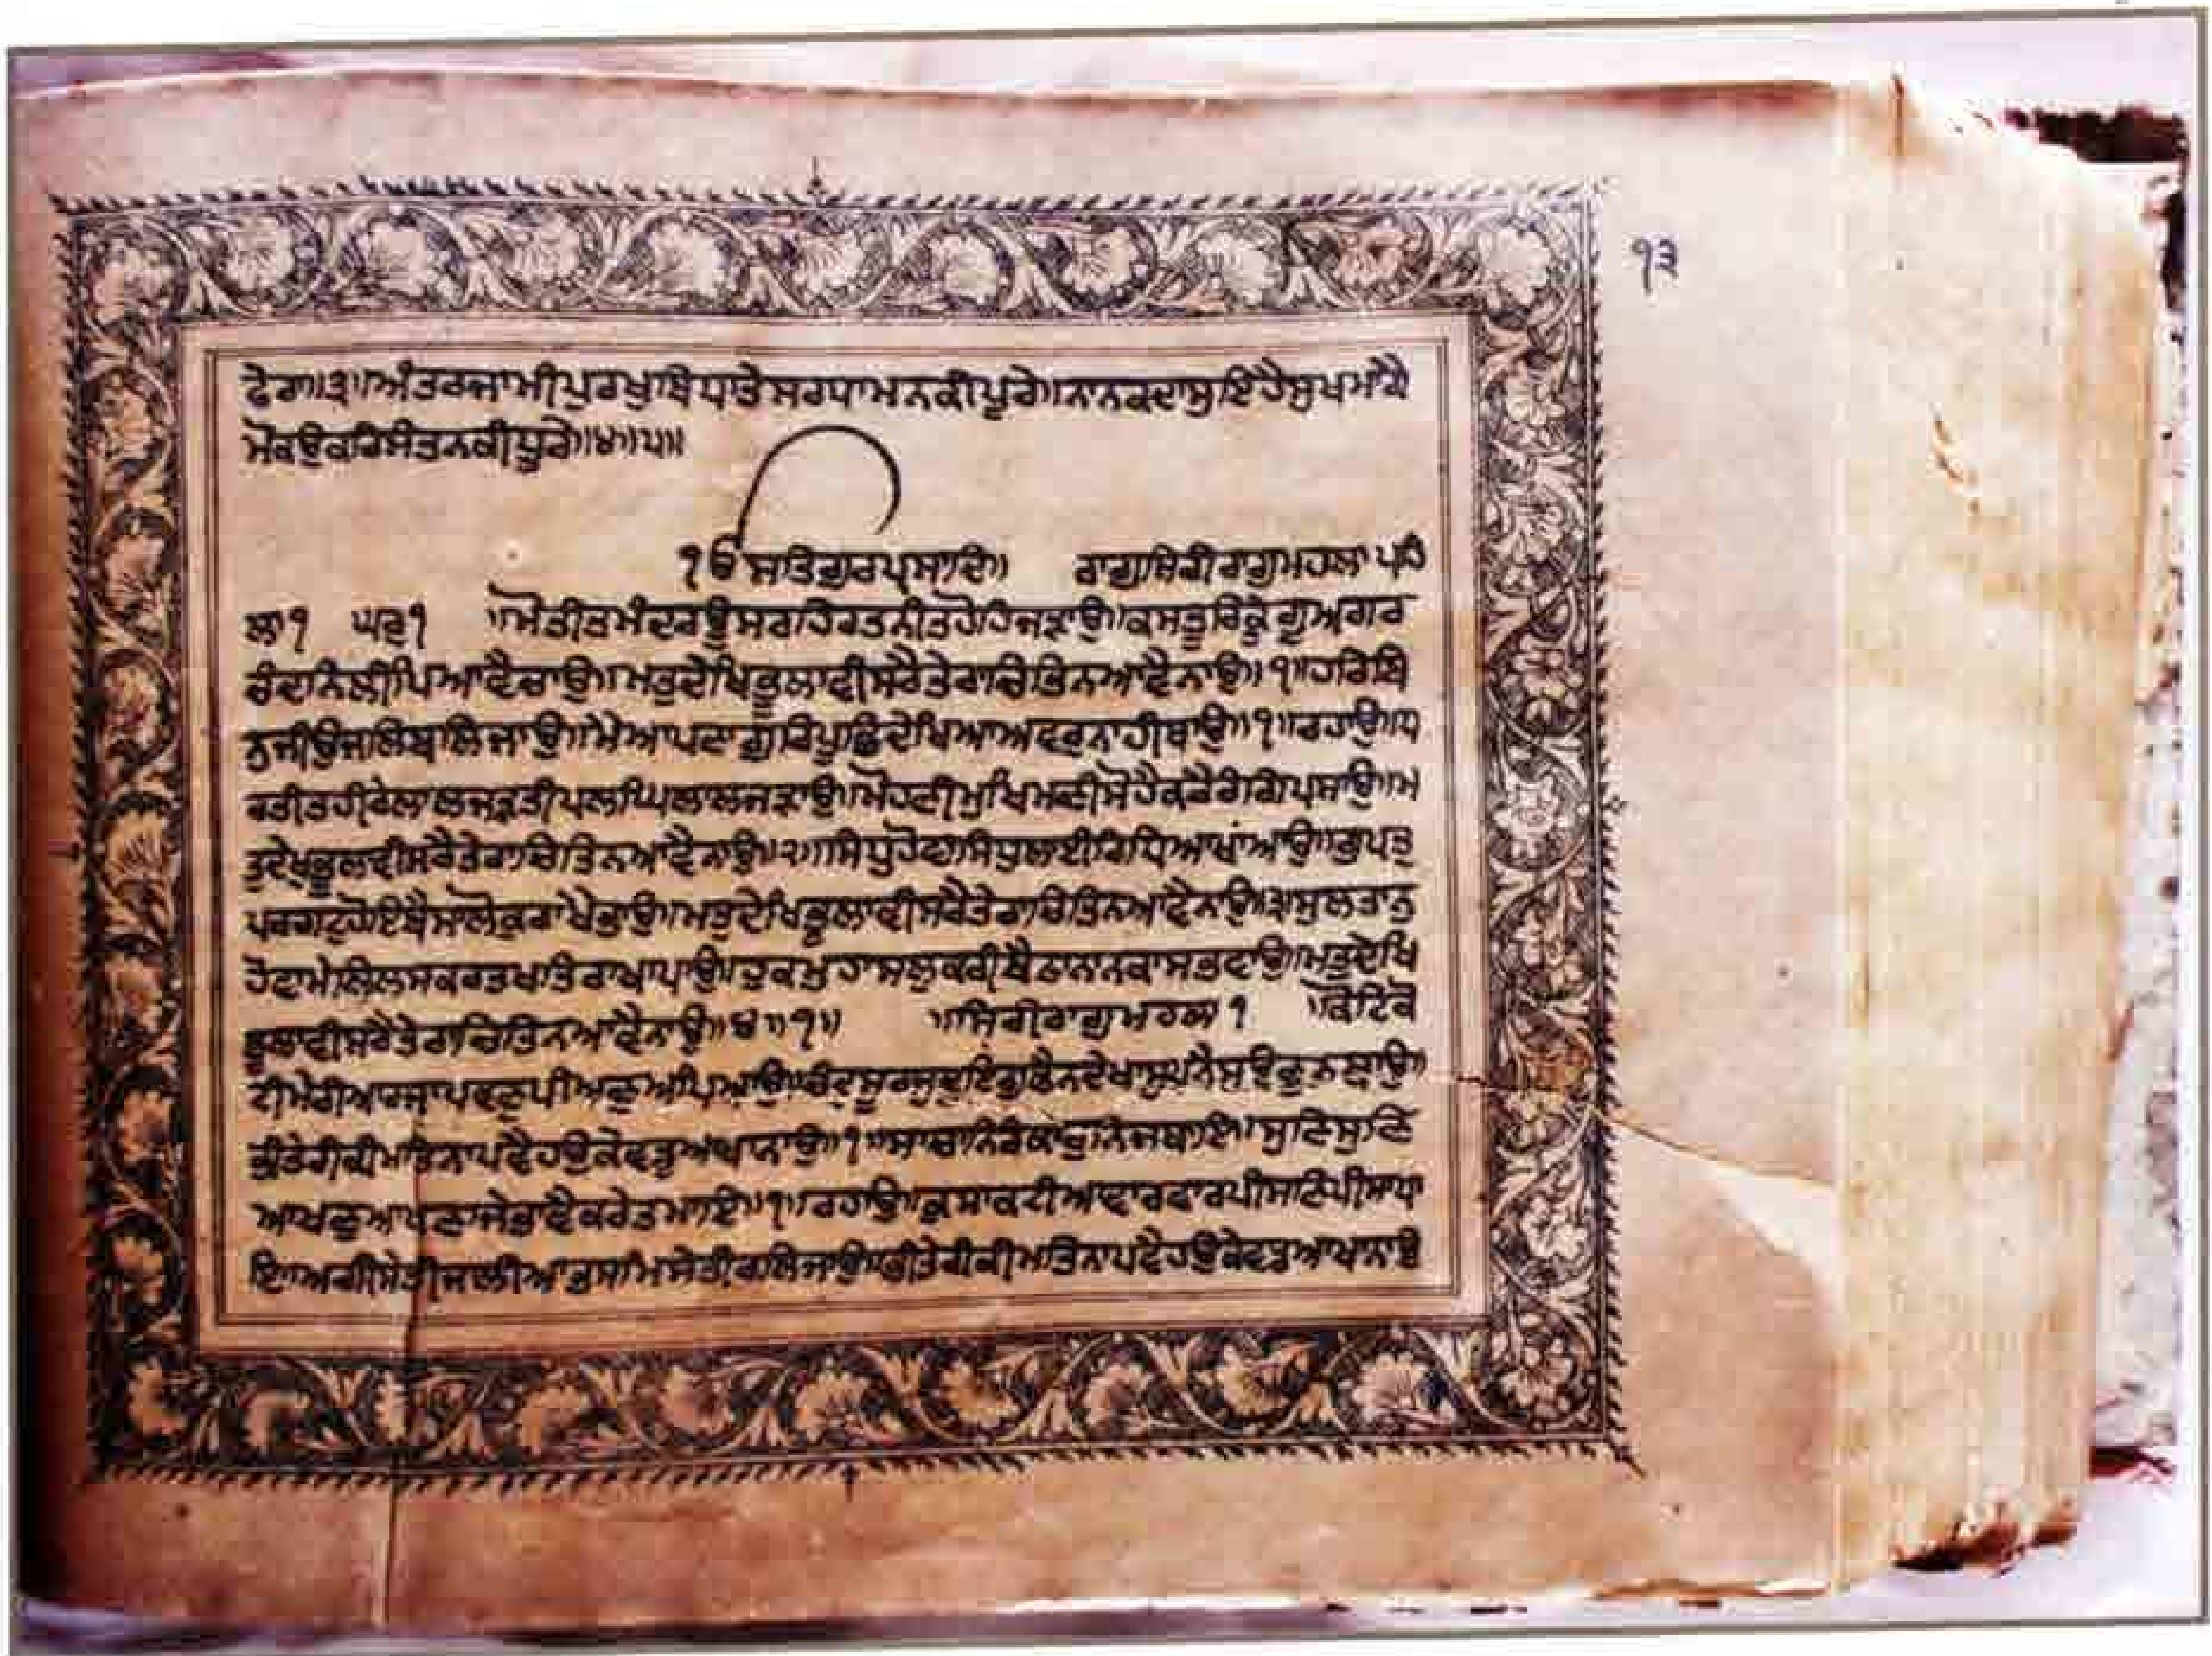 ੧੩
ਫੇਰਾ॥੩॥ਅੰਤਰਜਾਮੀਪੁਰਖੁਬਿਧਾਤੇਸਰਧਾਮਨਕੀਪੂਰੇ॥ਨਾਨਕਦਾਸੁਇਹੈਸੁਖਮਾਂਗੈ
ਮੋਕਉਕਰਿਸੰਤਨਕੀਧੂਰੇ॥੪॥੫॥
ੴਸਤਿਗੁਰਪ੍ਰਸਾਦਿ॥ ਰਾਗੁਸਿਰੀਰਾਗੁਮਹਲਾਪਹਿ
ਲਾ੧ ਘਰੁ੧ ॥ਮੋਤੀਤਮੰਦਰਊਸਰਹਿਰਤਨੀਤਹੋਹਿਜੜਾਉ॥ਕਸਤੂਰਿਕੁੰਗੂਅਗਰ
ਚੰਦਾਨਿਲੀਪਿਆਵੈਚਾਉ॥ਮਤੁਦੇਖਿਭੂਲਾਵੀਸਰੈਤੇਰਾਚਿਤਿਨਆਵੈਨਾਉ॥੧॥ਹਰਿਬਿ
ਨੁਜੀਉਜਲਿਬਲਿਜਾਉ॥ਮੈਆਪਣਾਗੁਰਿਪੂਛਿਦੇਖਿਆਅਵਰੁਨਾਹੀਥਾਉ॥੧॥ਰਹਾਉ॥ਧ
ਰਤੀਤਹੀਰੇਲਾਲਜੜਤੀਪਲਘਿਲਾਲਜੜਾਉ॥ਮੋਹਣੀਮੁਖਿਮਣੀਸੋਹੈਕਰੇਰੰਗਿਪਸਾਉ॥ਮ
ਤੁਦੇਖੁਭੂਲਵੀਸਰੈਤੇਰਾਚਿਤਿਨਆਵੈਨਾਉ॥੨॥ਸਿਧੁਹੋਵਾਸਿਧੁਲਾਈਰਿਧਿਆਖਾਂਆਉ॥ਗੁਪਤੁ
ਪਰਗਟੁਹੋਇਬੈਸਾਲੋਕੁਰਾਖੈਭਾਉ॥ਮਤੁਦੇਖਿਭੂਲਾਵੀਸਰੈਤੇਰਾਚਿਤਿਨਆਵੈਨਾਉ॥੩॥ਸੁਲਤਾਨੁ
ਹੋਵਾਮੇਲਿਲਸਕਰਤਖਤਿਰਾਖਾਪਾਉ॥ਹੁਕਮੁਹਾਸਲੁਕਰੀਬੈਠਾਨਾਨਕਾਸਭਵਾਉ॥ਮਤੁਦੇਖਿ
ਭੂਲਾਵੀਸਰੈਤੇਰਾਚਿਤਿਨਆਵੈਨਾਉ॥੪॥੧॥ ॥ਸਿਰੀਰਾਗੁਮਹਲਾ੧ ॥ਕੋਟਿਕੋ
ਟੀਮੇਰੀਆਰਜਾਪਵਣੁਪੀਅਣੁਅਪਿਆਉ॥ਚੰਦੁਸੂਰਜੁਦੁਇਗੁਫੈਨਦੇਖਾਸੁਪਨੈਸਉਣਨਥਾਉ॥
ਭੀਤੇਰੀਕੀਮਤਿਨਾਪਵੈਹਉਕੇਵਡੁਆਖਾਨਾਉ॥੧॥ਸਾਚਾਨਿਰੰਕਾਰੁਨਿਜਥਾਇ॥ਸੁਣਿਸੁਣਿ
ਆਖਣੁਆਖਣਾਜੇਭਾਵੈਕਰੇਤਮਾਇ॥੧॥ਰਹਾਉ॥ਕੁਸਾਕਟੀਆਵਾਰਵਾਰਪੀਸਣਿਪੀਸਾਪਾ
ਇ॥ਅਗੀਸੇਤੀਜਾਲੀਆਭਸਮਸੇਤੀਰਲਿਜਾਉ॥ਭੀਤੇਰੀਕੀਮਤਿਨਾਪਵੈਹਉਕੇਵਡੁਆਖਾਨਾਉ